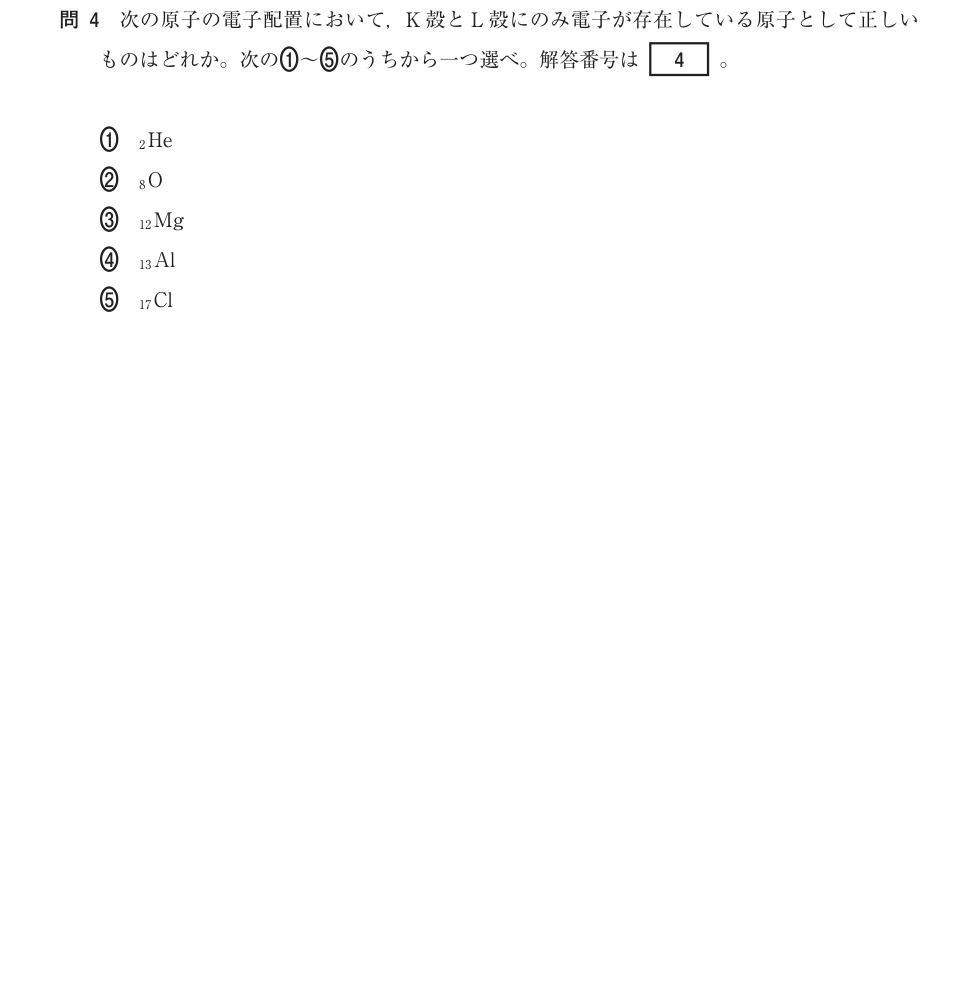 問 4 次の原子の電子配置において，K 殻と L 殻にのみ電子が存在している原子として正しい
ものはどれか。次の①～⑤のうちから一つ選べ。解答番号は 4 。
① ₂He
② ₈O
③ ₁₂Mg
④ ₁₃Al
⑤ ₁₇Cl